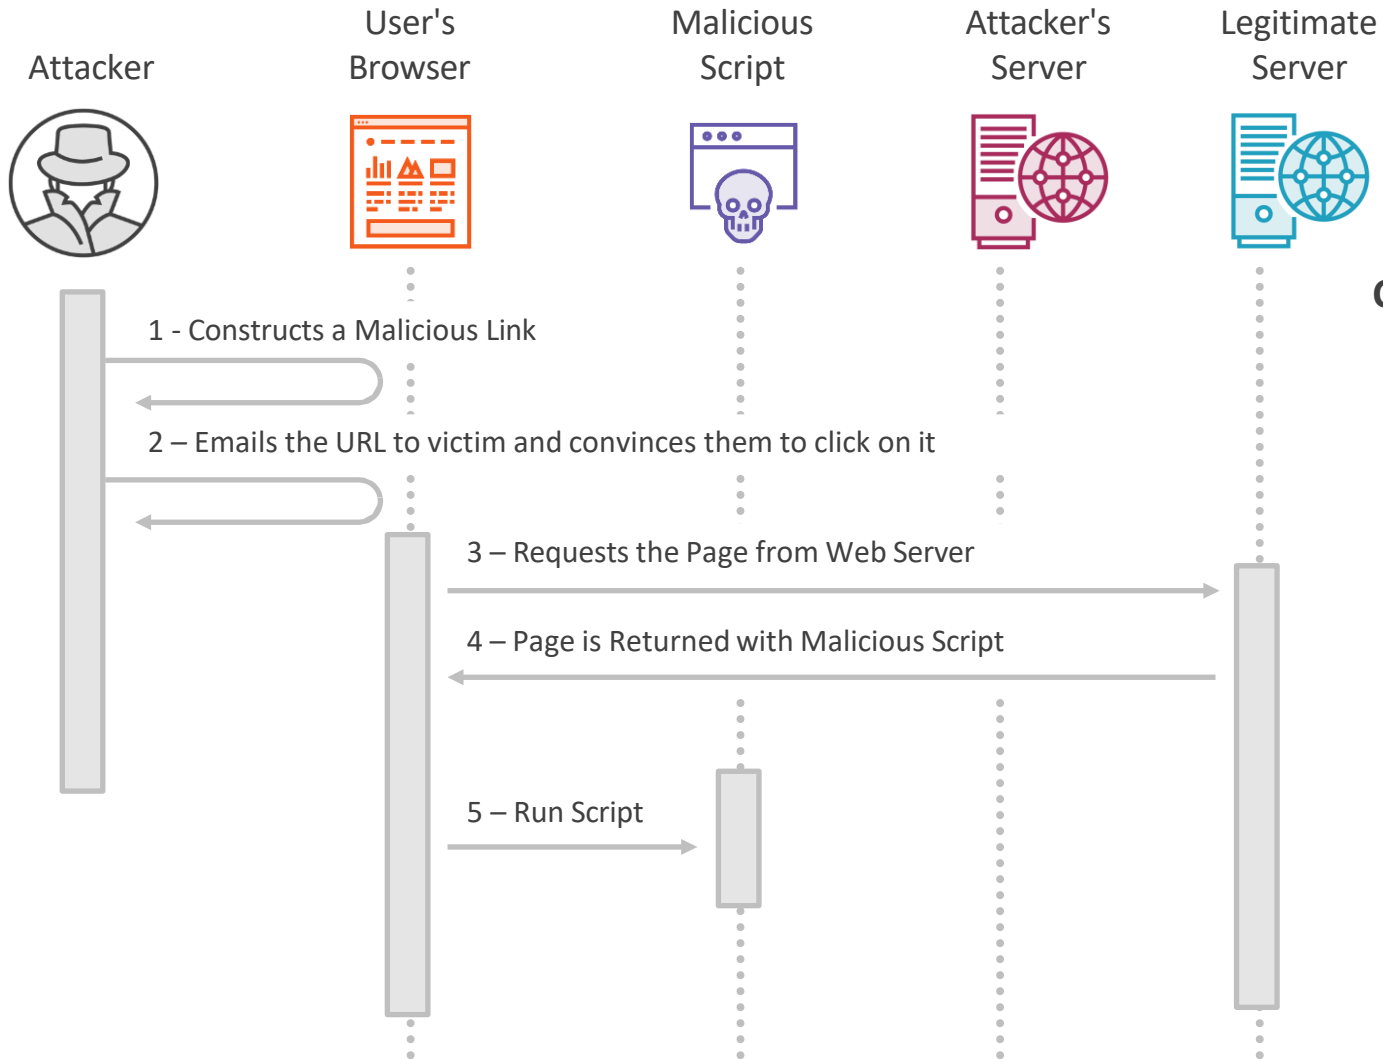 Attacker
User's
Browser
Malicious
Script
Attacker's
Server
Legitimate
Server
1 - Constructs a Malicious Link
2 – Emails the URL to victim and convinces them to click on it
3 – Requests the Page from Web Server
4 – Page is Returned with Malicious Script
5 – Run Script